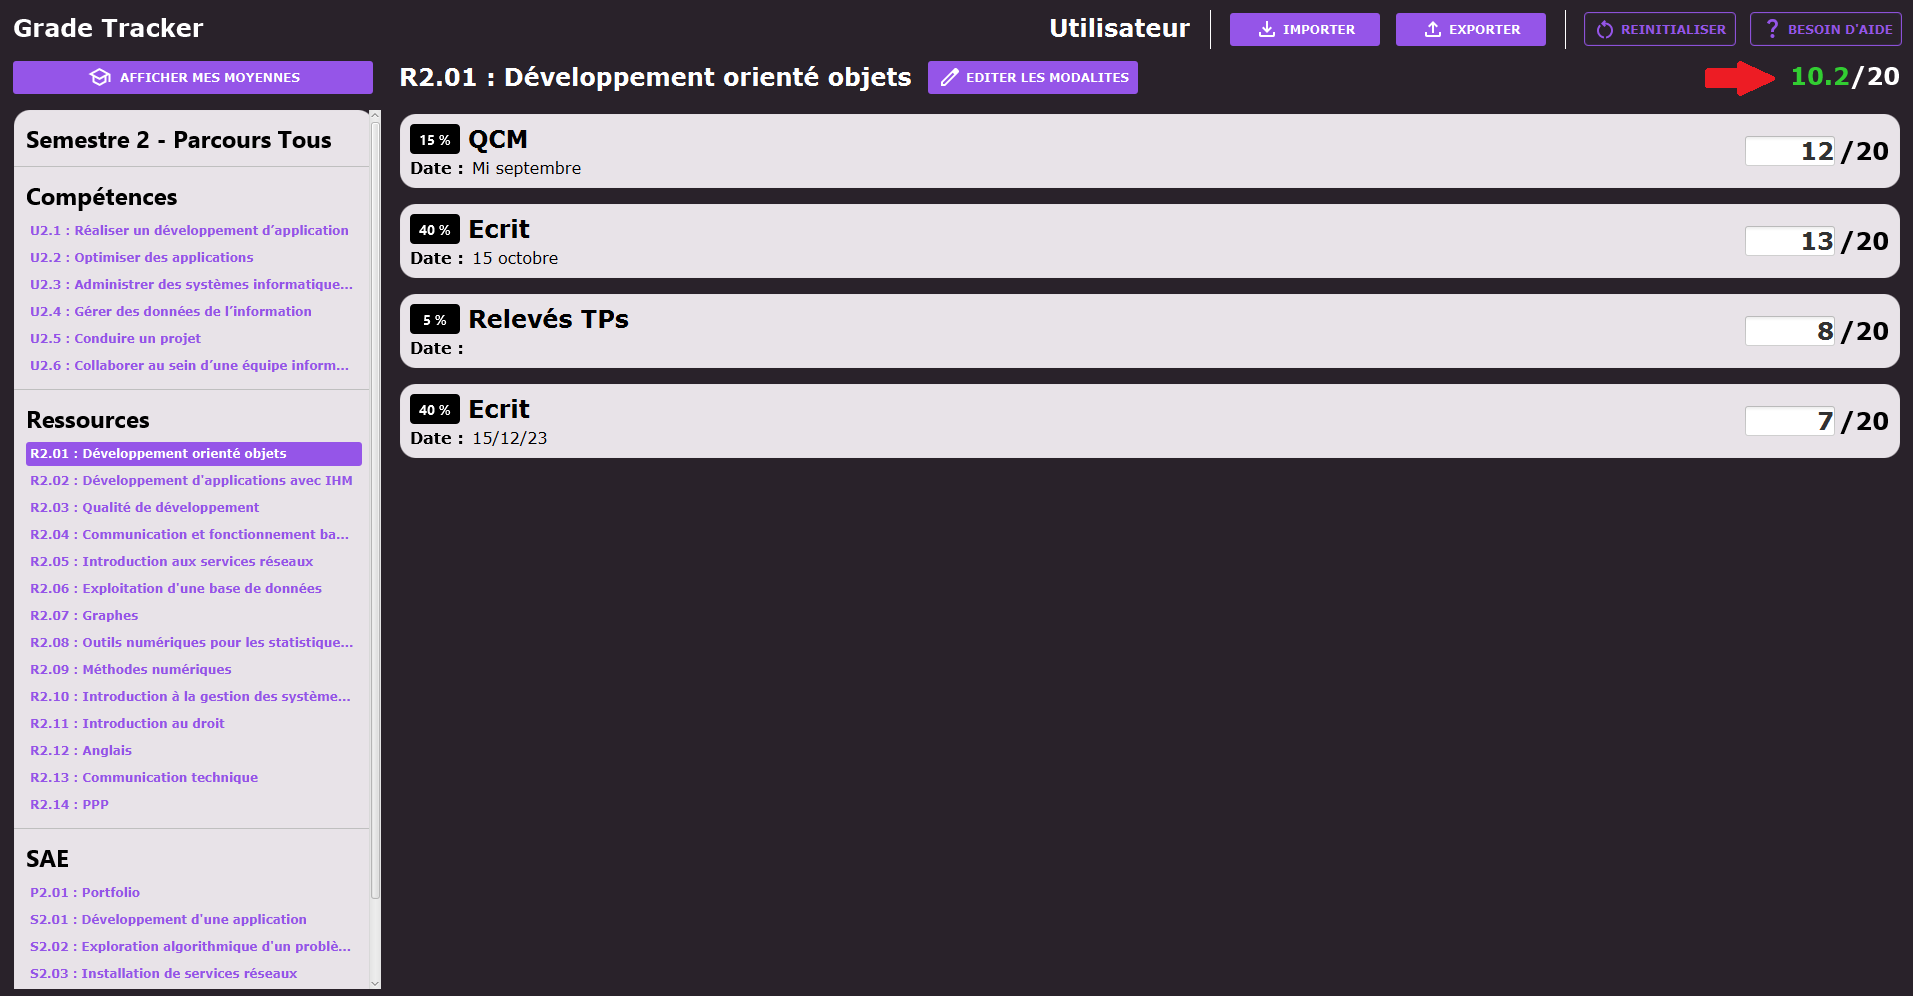 Grade Tracker
Utilisateur
IMPORTER
EXPORTER
REINITIALISER
? BESOIN D'AIDE
AFFICHER MES MOYENNES
R2.01 : Développement orienté objets
EDITER LES MODALITES
10.2/20
Semestre 2 - Parcours Tous
Compétences
U2.1 : Réaliser un développement d’application
U2.2 : Optimiser des applications
U2.3 : Administrer des systèmes informatique...
U2.4 : Gérer des données de l’information
U2.5 : Conduire un projet
U2.6 : Collaborer au sein d’une équipe inform...
Ressources
R2.01 : Développement orienté objets
R2.02 : Développement d'applications avec IHM
R2.03 : Qualité de développement
R2.04 : Communication et fonctionnement ba...
R2.05 : Introduction aux services réseaux
R2.06 : Exploitation d'une base de données
R2.07 : Graphes
R2.08 : Outils numériques pour les statistique...
R2.09 : Méthodes numériques
R2.10 : Introduction à la gestion des système...
R2.11 : Introduction au droit
R2.12 : Anglais
R2.13 : Communication technique
R2.14 : PPP
SAE
P2.01 : Portfolio
S2.01 : Développement d'une application
S2.02 : Exploration algorithmique d'un problè...
S2.03 : Installation de services réseaux
15 % QCM
Date : Mi septembre
12 /20
40 % Ecrit
Date : 15 octobre
13 /20
5 % Relevés TPs
Date :
8 /20
40 % Ecrit
Date : 15/12/23
7 /20